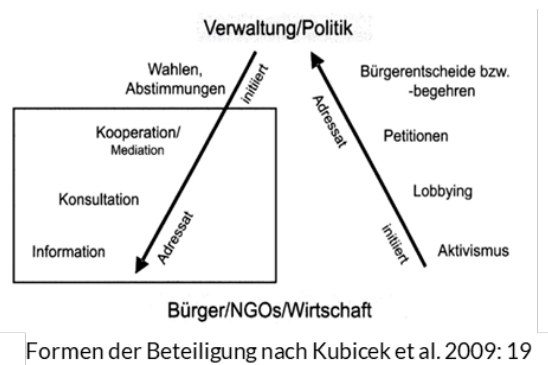 Verwaltung/Politik
Wahlen,
Abstimmungen
initiiert
Bürgerentscheide bzw.
-begehren
Kooperation/
Mediation
Adressat
Petitionen
Konsultation
Lobbying
Information
Adressat
initiiert
Aktivismus
Bürger/NGOs/Wirtschaft
Formen der Beteiligung nach Kubicek et al. 2009: 19